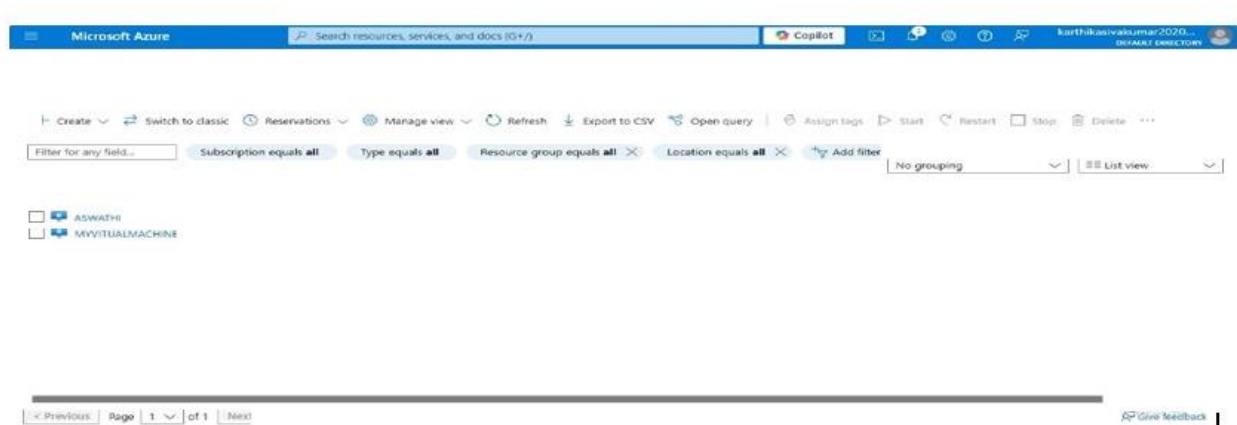 Microsoft Azure Search resources, services, and docs (G+/) Copilot karthikasivakumar2020...
DEFAULT DIRECTORY
Create Switch to classic Reservations Manage view Refresh Export to CSV Open query Assign tags Start Restart Stop Delete ...
Filter for any field... Subscription equals all Type equals all Resource group equals all Location equals all Add filter
No grouping List view
ASWATHI
MYVITUALMACHINE
< Previous Page 1 of 1 Next Give feedback